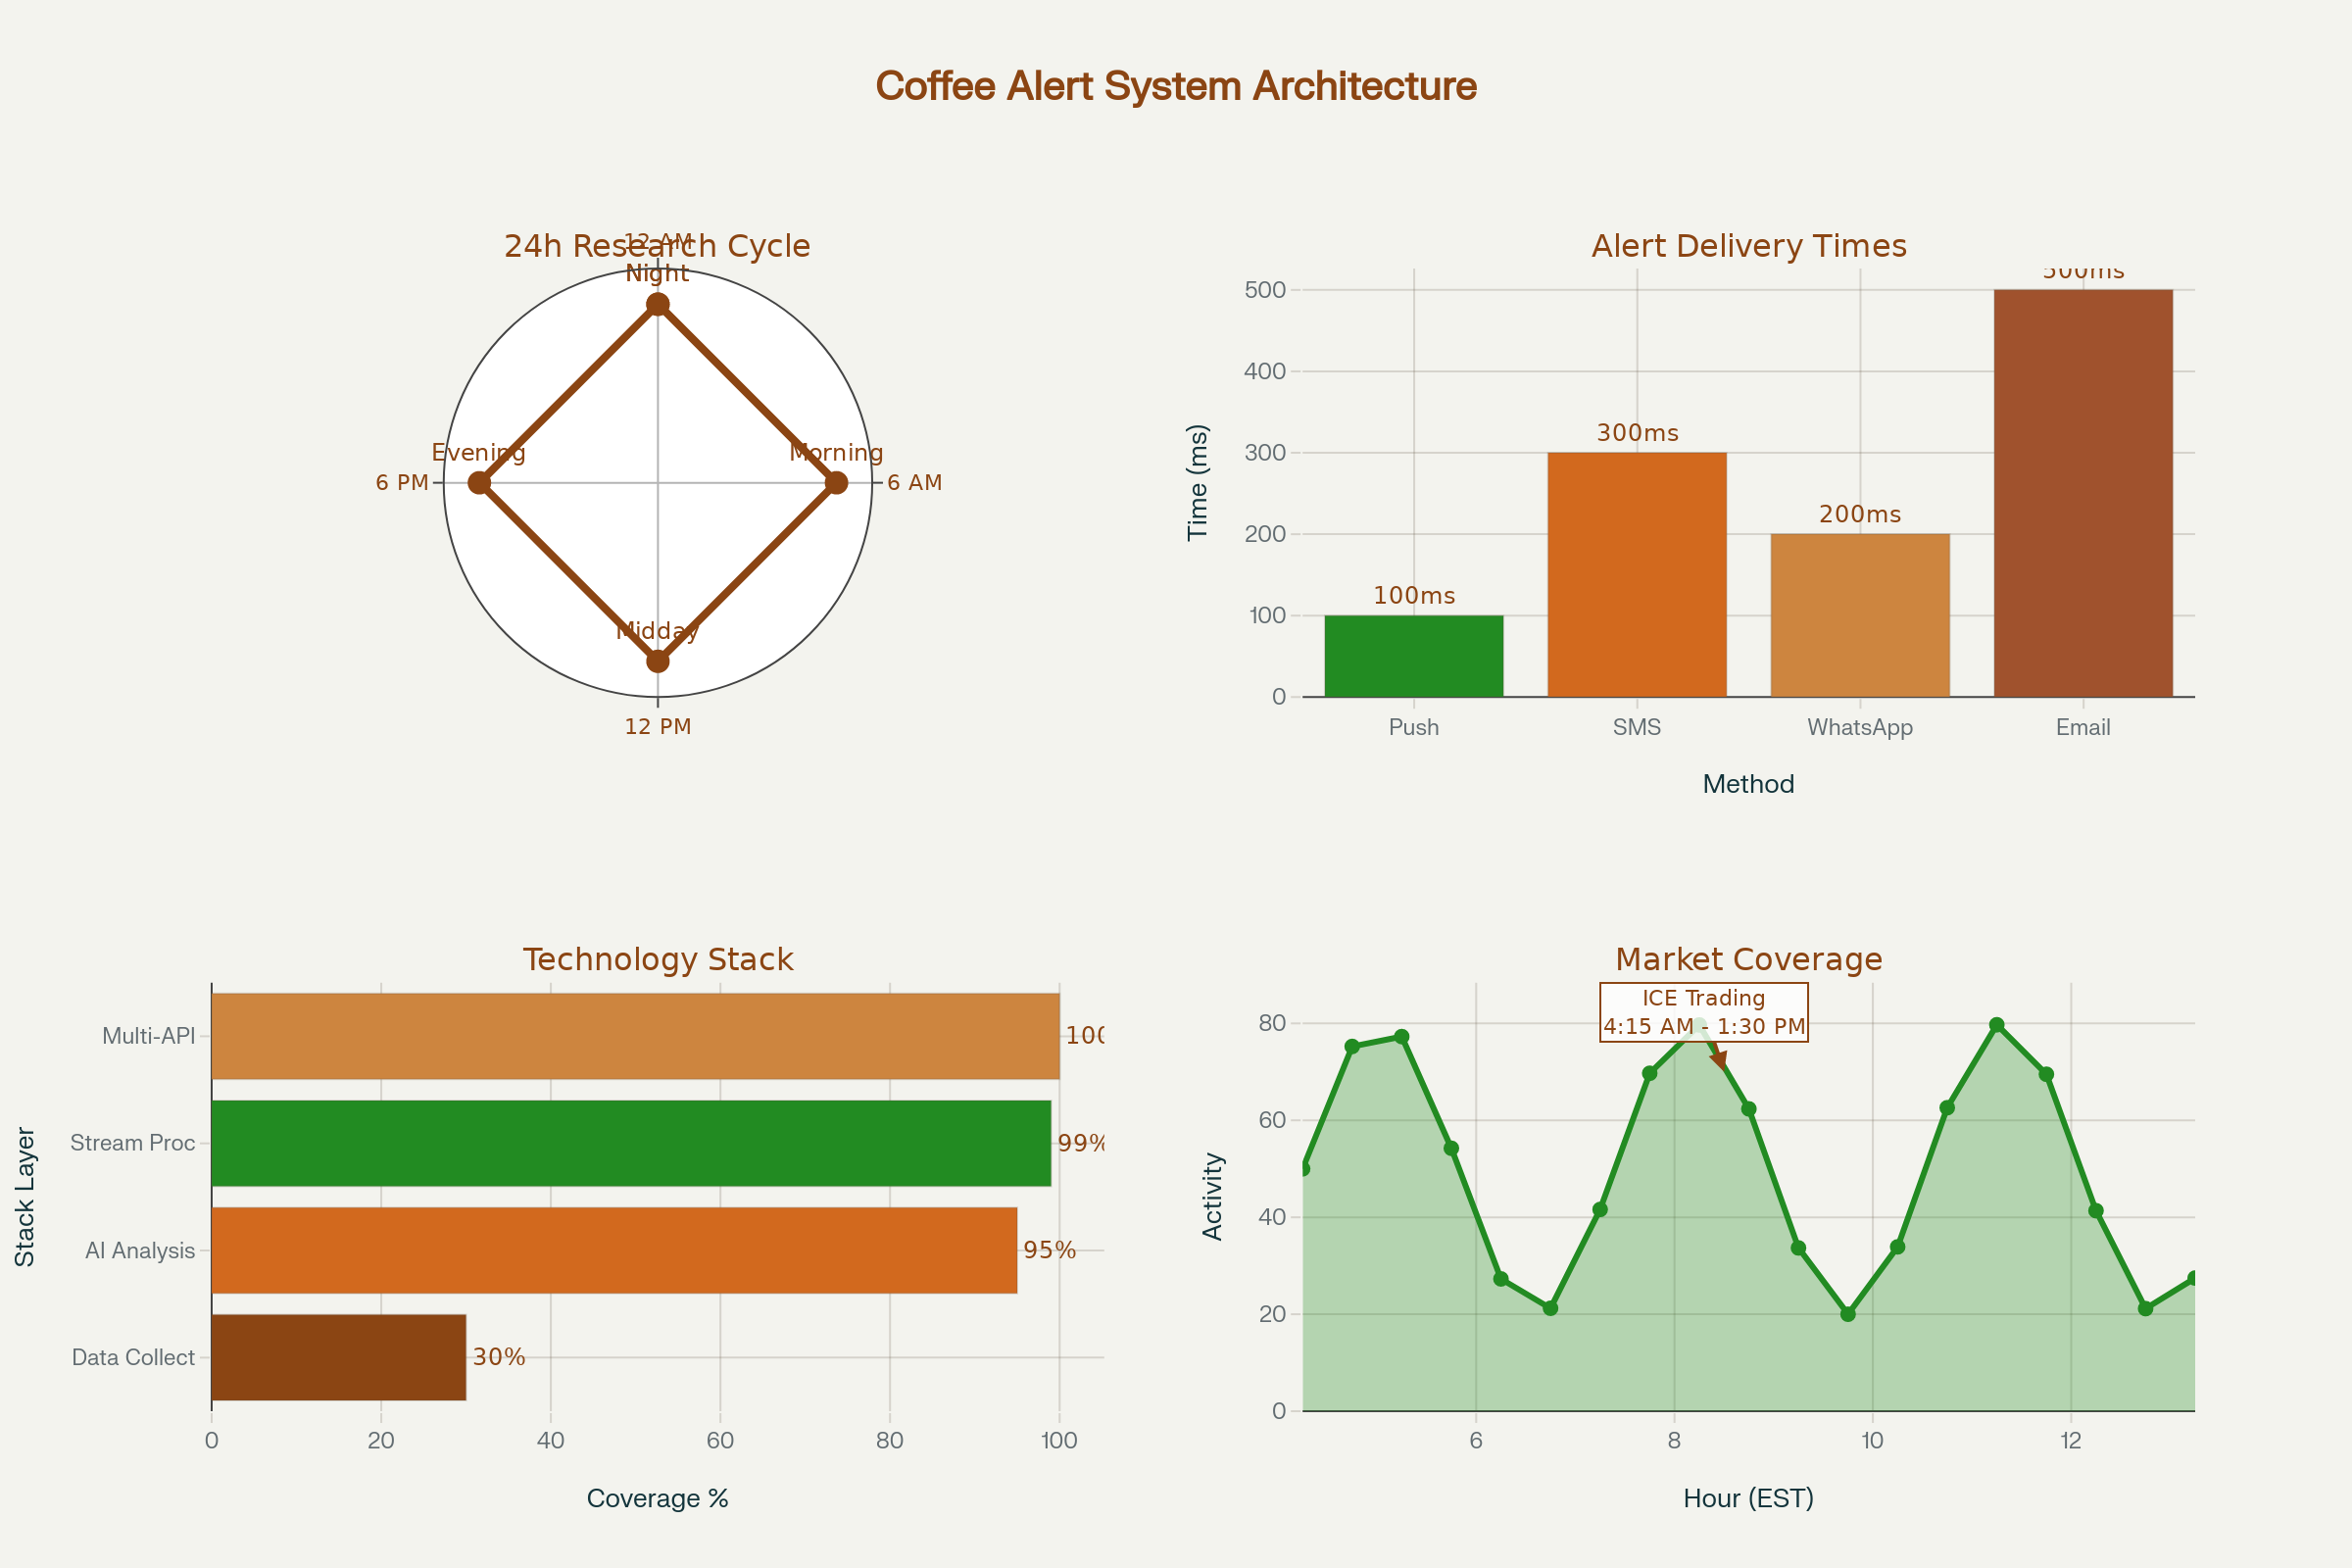 Coffee Alert System Architecture
24h Research Cycle
12 AM
Night
Evening
Morning
6 PM
6 AM
Midday
12 PM
Alert Delivery Times
500ms
500
400
300
200
100
0
Time (ms)
300ms
200ms
100ms
Push
SMS
WhatsApp
Email
Method
Technology Stack
Stack Layer
Multi-API
100
Stream Proc
99%
AI Analysis
95%
Data Collect
30%
0
20
40
60
80
100
Coverage %
Market Coverage
ICE Trading
4:15 AM - 1:30 PM
80
60
40
20
0
Activity
6
8
10
12
Hour (EST)